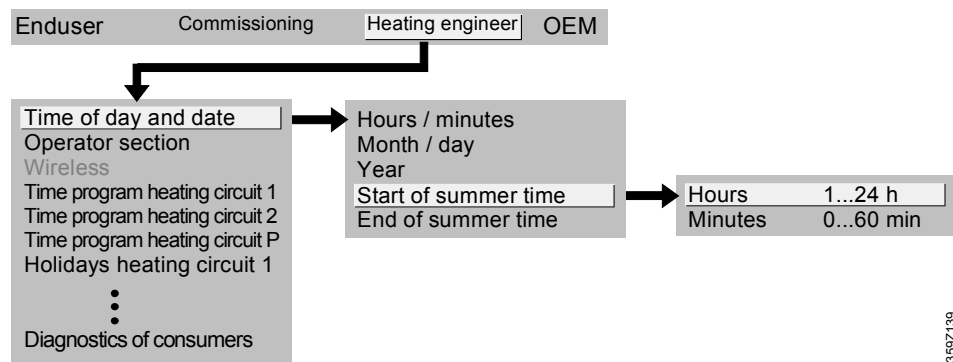 Enduser Commissioning Heating engineer OEM
Time of day and date
Operator section
Wireless
Time program heating circuit 1
Time program heating circuit 2
Time program heating circuit P
Holidays heating circuit 1
Diagnostics of consumers
Hours / minutes
Month / day
Year
Start of summer time
End of summer time
Hours 1...24 h
Minutes 0...60 min
3597139